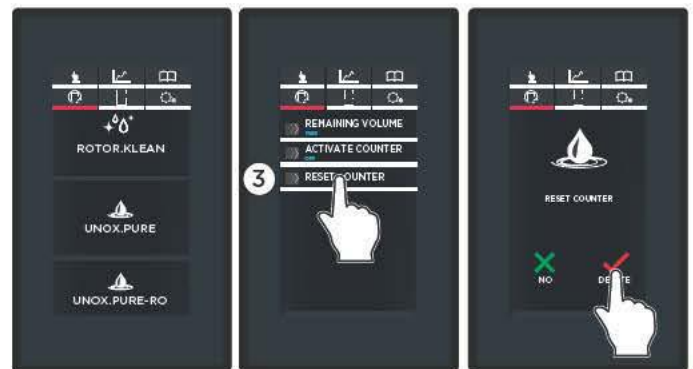 ROTOR.KLEAN
UNOX.PURE
UNOX.PURE-RO
3
REMAINING VOLUME
ACTIVATE COUNTER
RESET COUNTER
RESET COUNTER
NO